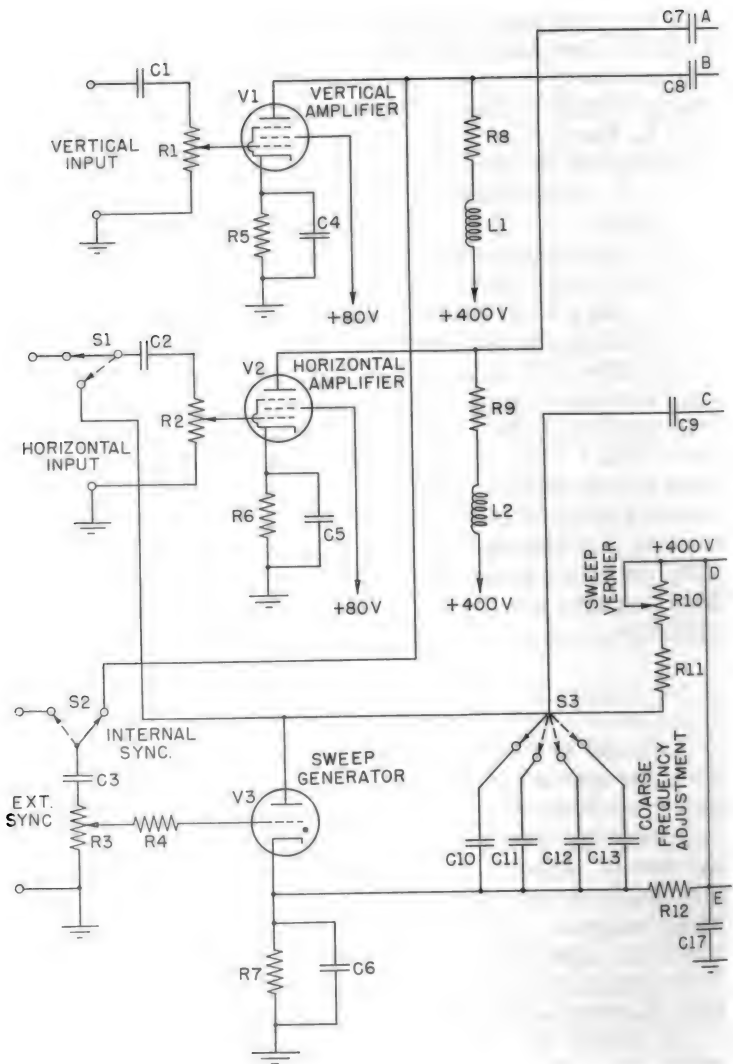 C7 A
C8 B
C1
V1 VERTICAL
AMPLIFIER
VERTICAL
INPUT
R1
R8
L1
R5
C4
+80V
+400V
S1
C2
V2 HORIZONTAL
AMPLIFIER
R2
HORIZONTAL
INPUT
R9
C9 C
R6
C5
L2
+80V
+400V
SWEEP
VERNIER
+400V
D
R10
R11
S2
INTERNAL
SYNC.
S3
C3
SWEEP
GENERATOR
V3
EXT.
SYNC
R3
R4
COARSE
FREQUENCY
ADJUSTMENT
C10
C11
C12
C13
R12
E
C17
R7
C6